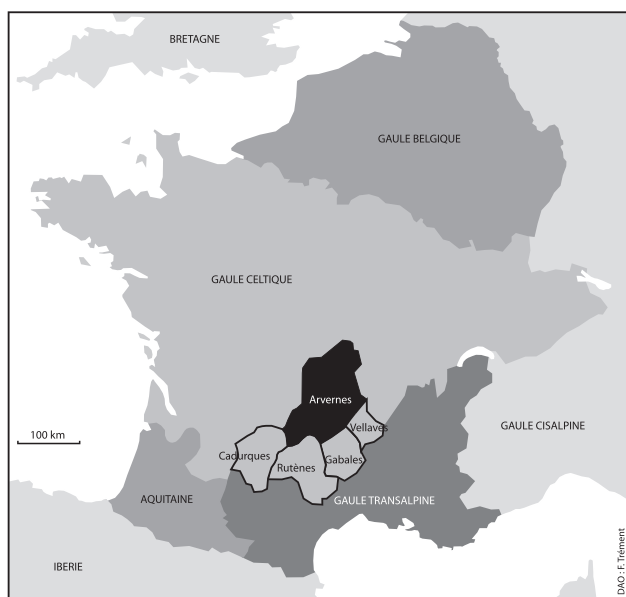 BRETAGNE
GAULE BELGIQUE
GAULE CELTIQUE
Arvernes
Vellaves
GAULE CISALPINE
100 km
Cadurques
Gabales
Rutènes
AQUITAINE
GAULE TRANSALPINE
IBERIE
DAO : F. Trément